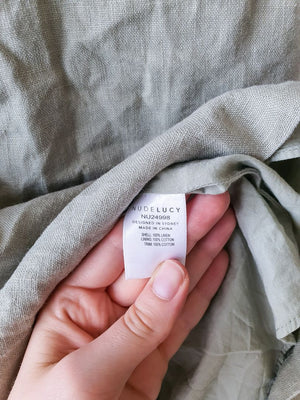 NUDE LUCY
NU24998
DESIGNED IN SYDNEY
MADE IN CHINA
SHELL: 100% LINEN
LINING: 100% COTTON
TRIM: 100% COTTON